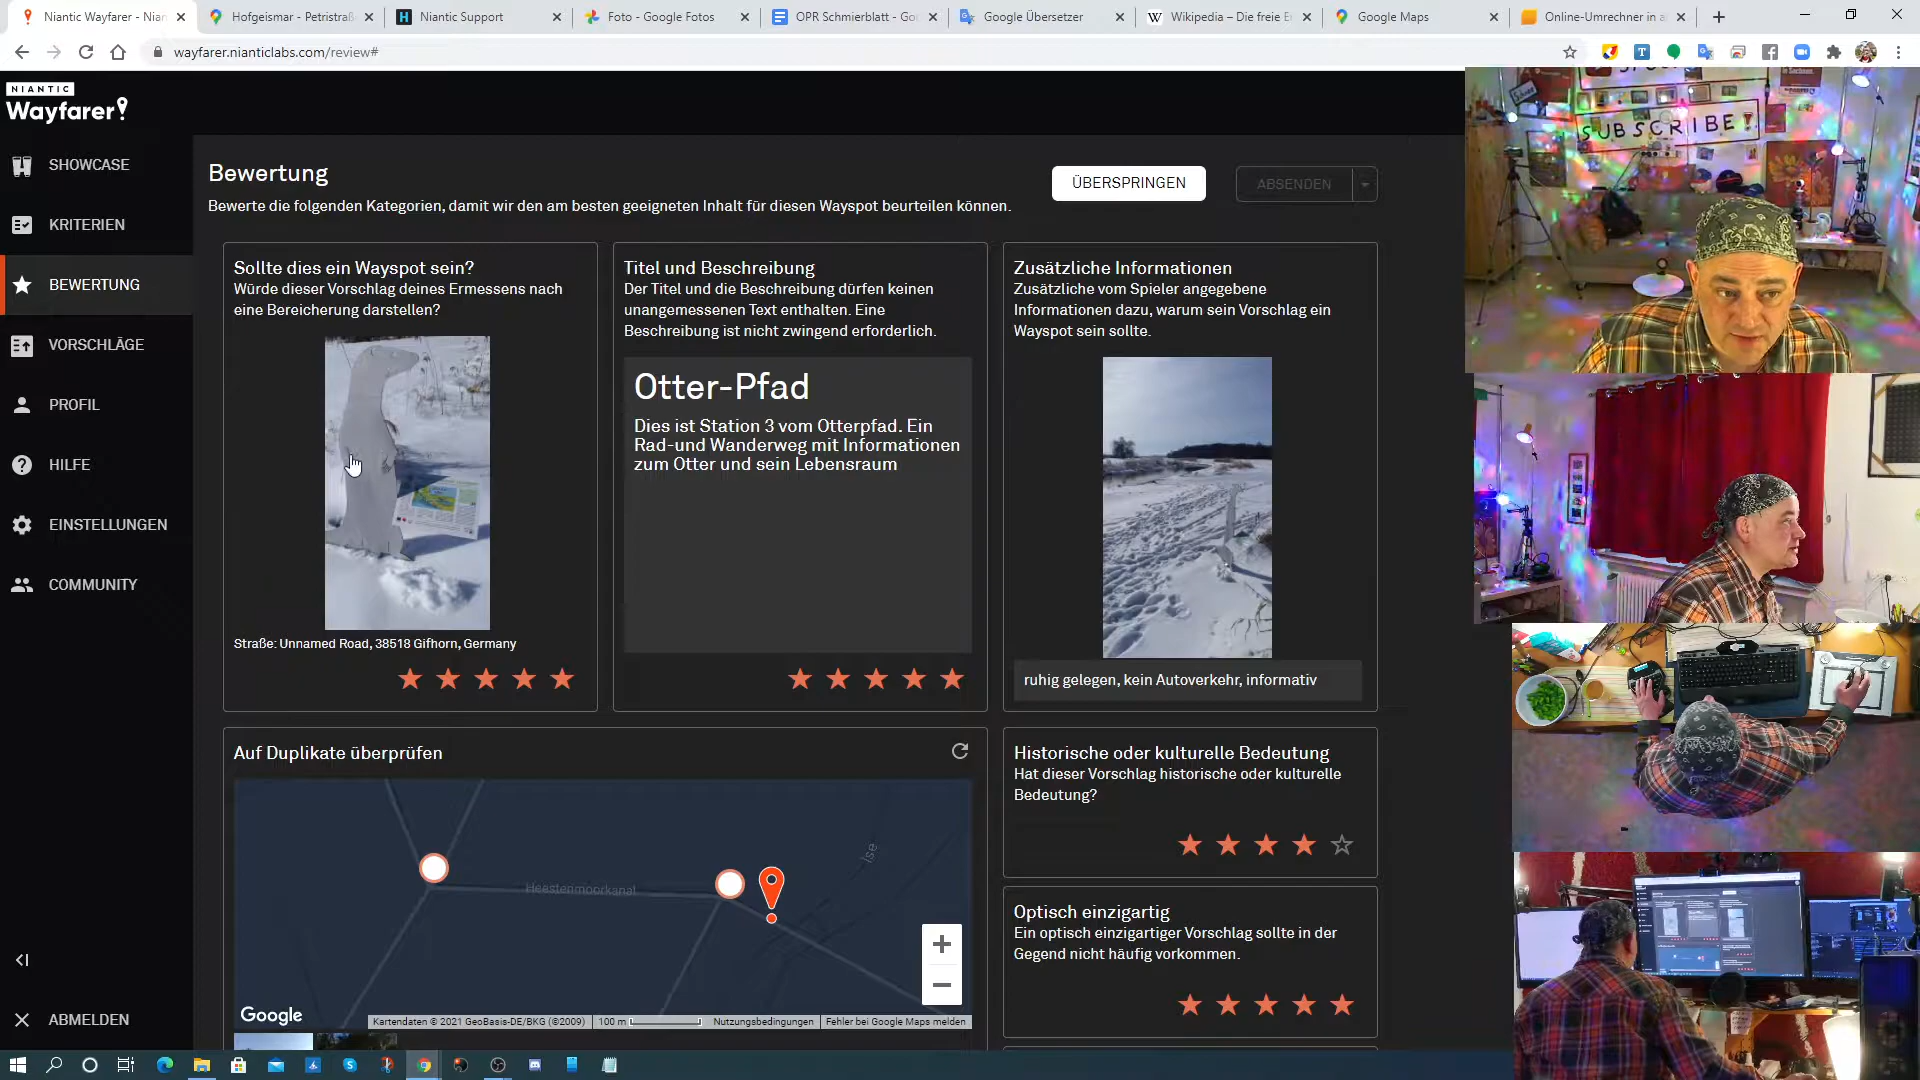 Niantic Wayfarer - Nian
Hofgeismar - Petristraß
Niantic Support
Foto - Google Fotos
OPR Schmierblatt - Go
Google Übersetzer
Wikipedia – Die freie E
Google Maps
Online-Umrechner in a
wayfarer.nianticlabs.com/review#
NIANTIC
Wayfarer
SHOWCASE
KRITERIEN
BEWERTUNG
VORSCHLÄGE
PROFIL
HILFE
EINSTELLUNGEN
COMMUNITY
ABMELDEN
Bewertung
Bewerte die folgenden Kategorien, damit wir den am besten geeigneten Inhalt für diesen Wayspot beurteilen können.
ÜBERSPRINGEN
ABSENDEN
Sollte dies ein Wayspot sein?
Würde dieser Vorschlag deines Ermessens nach
eine Bereicherung darstellen?
Straße: Unnamed Road, 38518 Gifhorn, Germany
Titel und Beschreibung
Der Titel und die Beschreibung dürfen keinen
unangemessenen Text enthalten. Eine
Beschreibung ist nicht zwingend erforderlich.
Otter-Pfad
Dies ist Station 3 vom Otterpfad. Ein
Rad-und Wanderweg mit Informationen
zum Otter und sein Lebensraum
Zusätzliche Informationen
Zusätzliche vom Spieler angegebene
Informationen dazu, warum sein Vorschlag ein
Wayspot sein sollte.
ruhig gelegen, kein Autoverkehr, informativ
Auf Duplikate überprüfen
Heestenmoorkanal
Ise
Google
Kartendaten © 2021 GeoBasis-DE/BKG (©2009)
100 m
Nutzungsbedingungen
Fehler bei Google Maps melden
Historische oder kulturelle Bedeutung
Hat dieser Vorschlag historische oder kulturelle
Bedeutung?
Optisch einzigartig
Ein optisch einzigartiger Vorschlag sollte in der
Gegend nicht häufig vorkommen.
SUBSCRIBE!